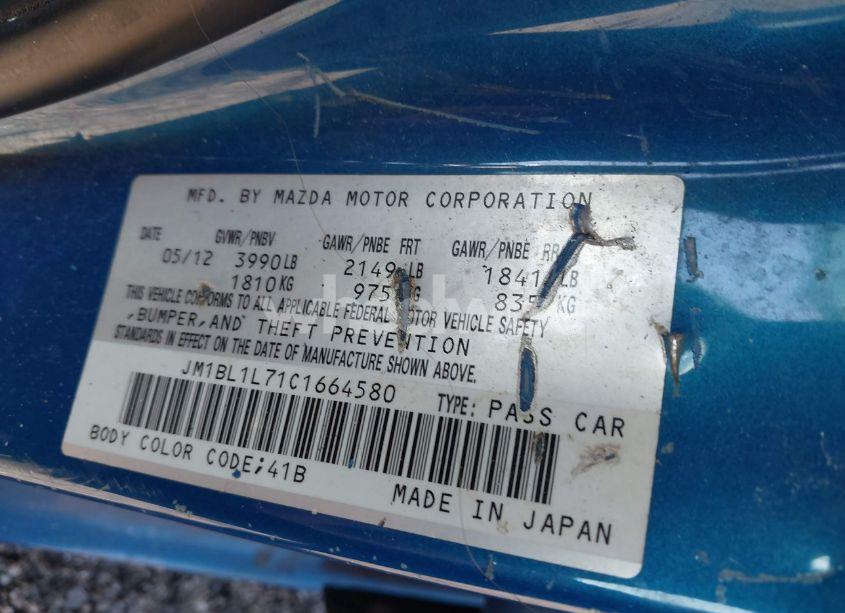 MFD. BY MAZDA MOTOR CORPORATION
DATE GVWR/PNBV GAWR/PNBE FRT GAWR/PNBE RR
05/12 3990LB 2149LB 1841LB
1810KG 975KG 835KG
THIS VEHICLE CONFORMS TO ALL APPLICABLE FEDERAL MOTOR VEHICLE SAFETY
,BUMPER,AND THEFT PREVENTION
STANDARDS IN EFFECT ON THE DATE OF MANUFACTURE SHOWN ABOVE.
JM1BL1L71C1664580 TYPE: PASS CAR
BODY COLOR CODE;41B
MADE IN JAPAN